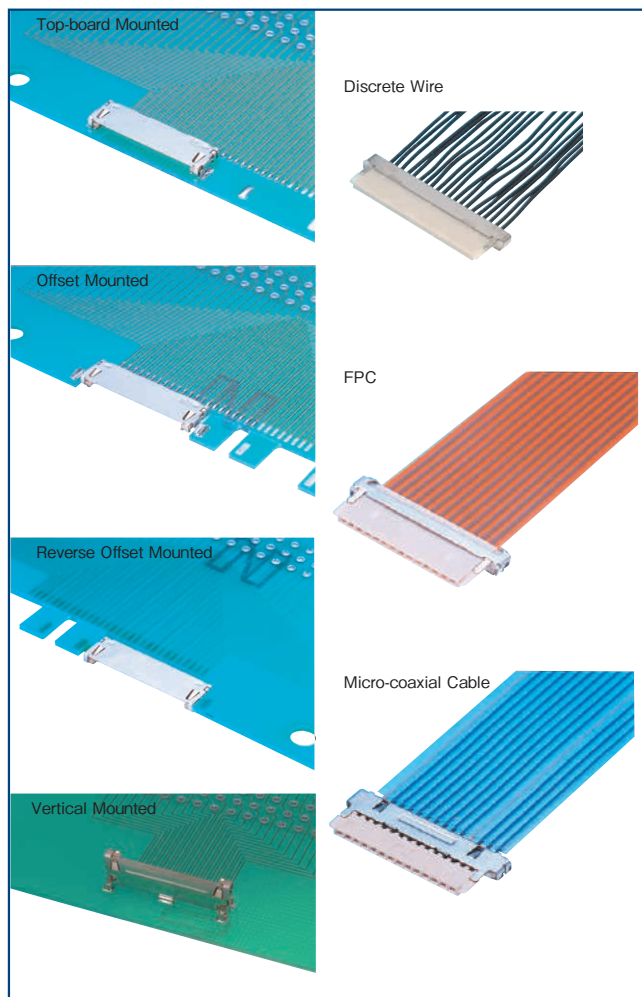 Top-board Mounted
Discrete Wire
Offset Mounted
FPC
Reverse Offset Mounted
Micro-coaxial Cable
Vertical Mounted